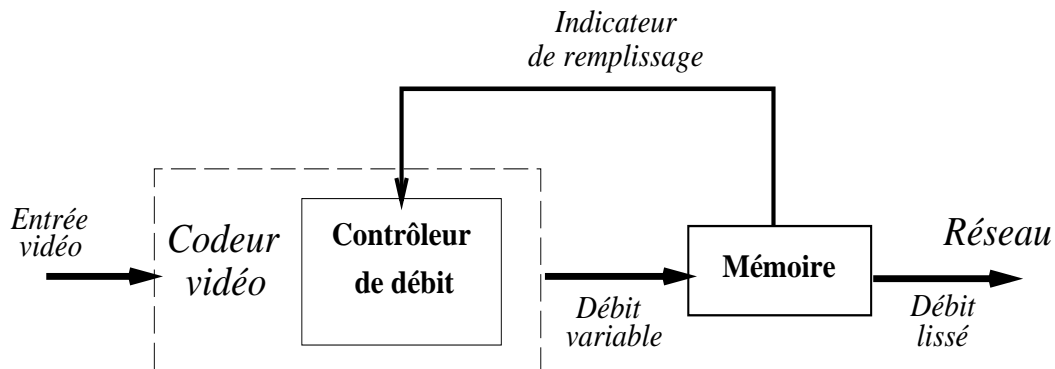 Indicateur
de remplissage
Entrée
vidéo
Codeur
vidéo
Contrôleur
de débit
Débit
variable
Mémoire
Réseau
Débit
lissé